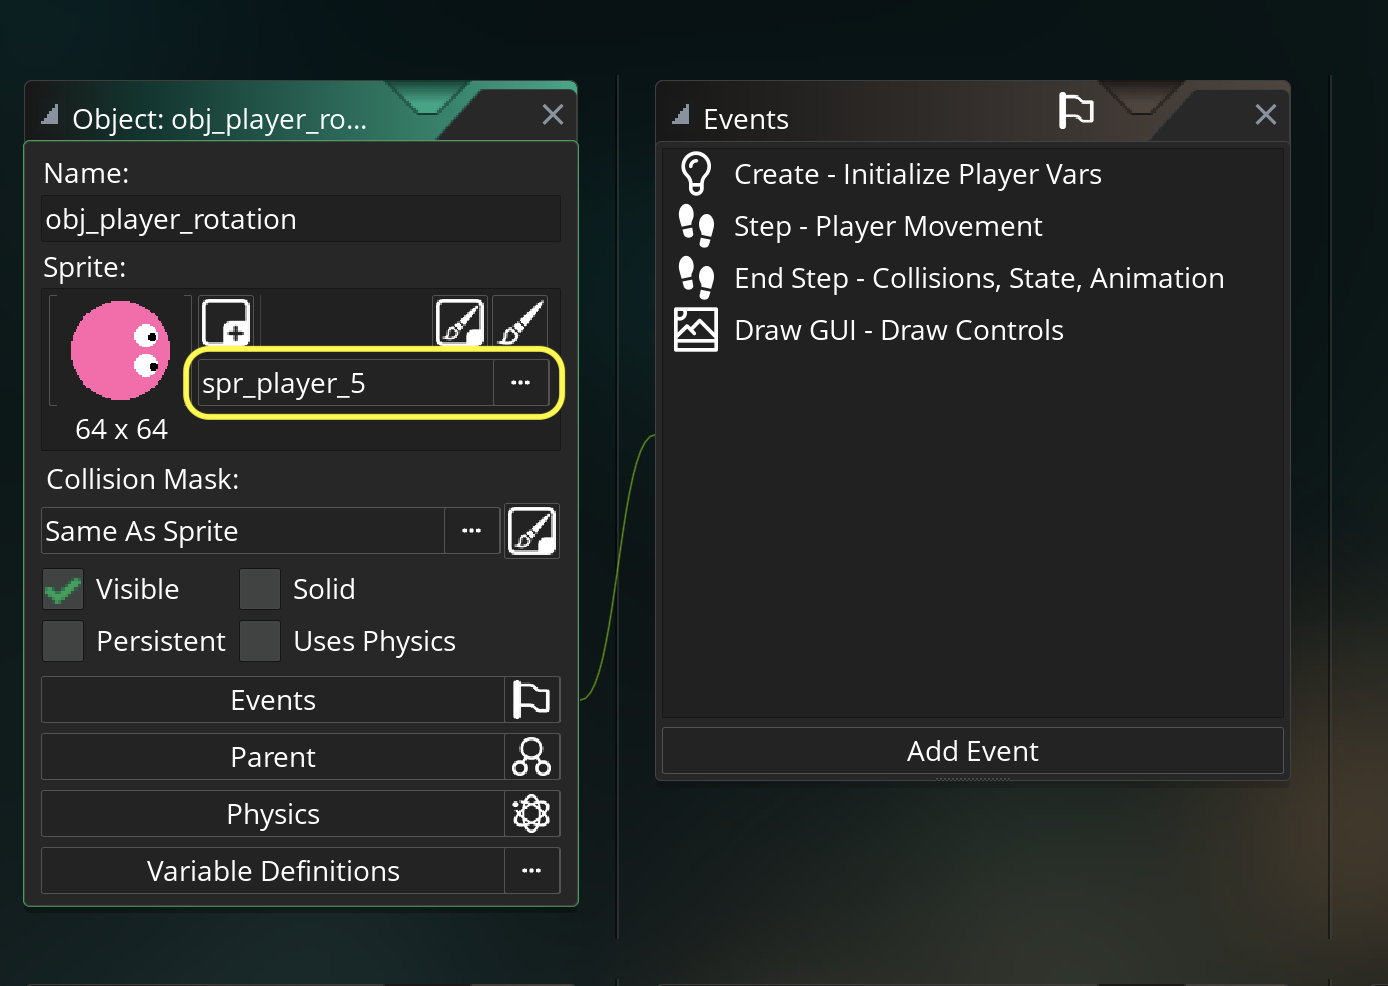 Object: obj_player_ro...
Name:
obj_player_rotation
Sprite:
spr_player_5
...
64 x 64
Collision Mask:
Same As Sprite
...
Visible
Solid
Persistent
Uses Physics
Events
Parent
Physics
Variable Definitions
...
Events
Create - Initialize Player Vars
Step - Player Movement
End Step - Collisions, State, Animation
Draw GUI - Draw Controls
Add Event